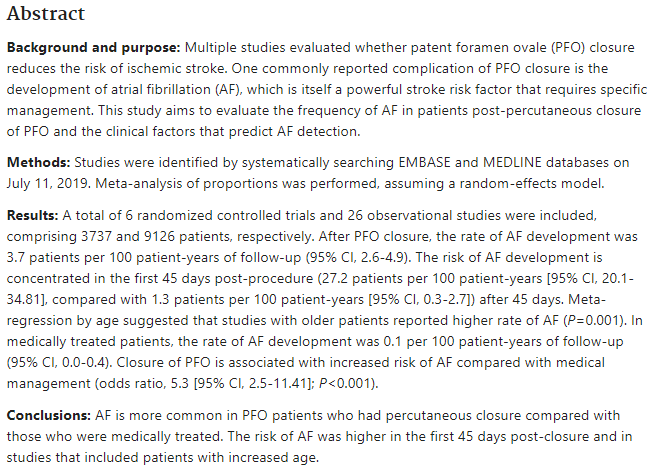 Abstract
Background and purpose: Multiple studies evaluated whether patent foramen ovale (PFO) closure
reduces the risk of ischemic stroke. One commonly reported complication of PFO closure is the
development of atrial fibrillation (AF), which is itself a powerful stroke risk factor that requires specific
management. This study aims to evaluate the frequency of AF in patients post-percutaneous closure
of PFO and the clinical factors that predict AF detection.
Methods: Studies were identified by systematically searching EMBASE and MEDLINE databases on
July 11, 2019. Meta-analysis of proportions was performed, assuming a random-effects model.
Results: A total of 6 randomized controlled trials and 26 observational studies were included,
comprising 3737 and 9126 patients, respectively. After PFO closure, the rate of AF development was
3.7 patients per 100 patient-years of follow-up (95% CI, 2.6-4.9). The risk of AF development is
concentrated in the first 45 days post-procedure (27.2 patients per 100 patient-years [95% CI, 20.1-
34.81], compared with 1.3 patients per 100 patient-years [95% CI, 0.3-2.7]) after 45 days. Meta-
regression by age suggested that studies with older patients reported higher rate of AF (P=0.001). In
medically treated patients, the rate of AF development was 0.1 per 100 patient-years of follow-up
(95% CI, 0.0-0.4). Closure of PFO is associated with increased risk of AF compared with medical
management (odds ratio, 5.3 [95% CI, 2.5-11.41]; P<0.001).
Conclusions: AF is more common in PFO patients who had percutaneous closure compared with
those who were medically treated. The risk of AF was higher in the first 45 days post-closure and in
studies that included patients with increased age.